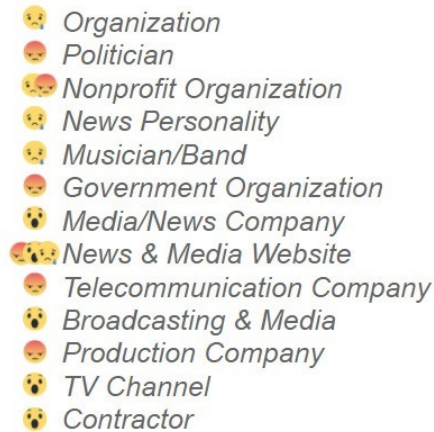 Organization
Politician
Nonprofit Organization
News Personality
Musician/Band
Government Organization
Media/News Company
News & Media Website
Telecommunication Company
Broadcasting & Media
Production Company
TV Channel
Contractor